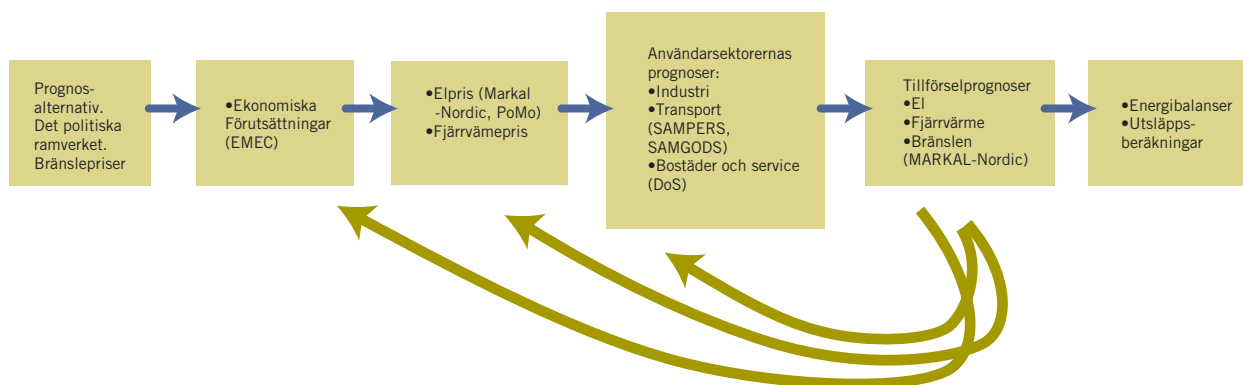 Prognos-
alternativ.
Det politiska
ramverket.
Bränslepriser
•Ekonomiska
Förutsättningar
(EMEC)
•Elpris (Markal
-Nordic, PoMo)
•Fjärrvämepris
Användarsektorernas
prognoser:
•Industri
•Transport
(SAMPERS,
SAMGODS)
•Bostäder och service
(DoS)
Tillförselprognoser
•El
•Fjärrvärme
•Bränslen
(MARKAL-Nordic)
•Energibalanser
•Utsläpps-
beräkningar